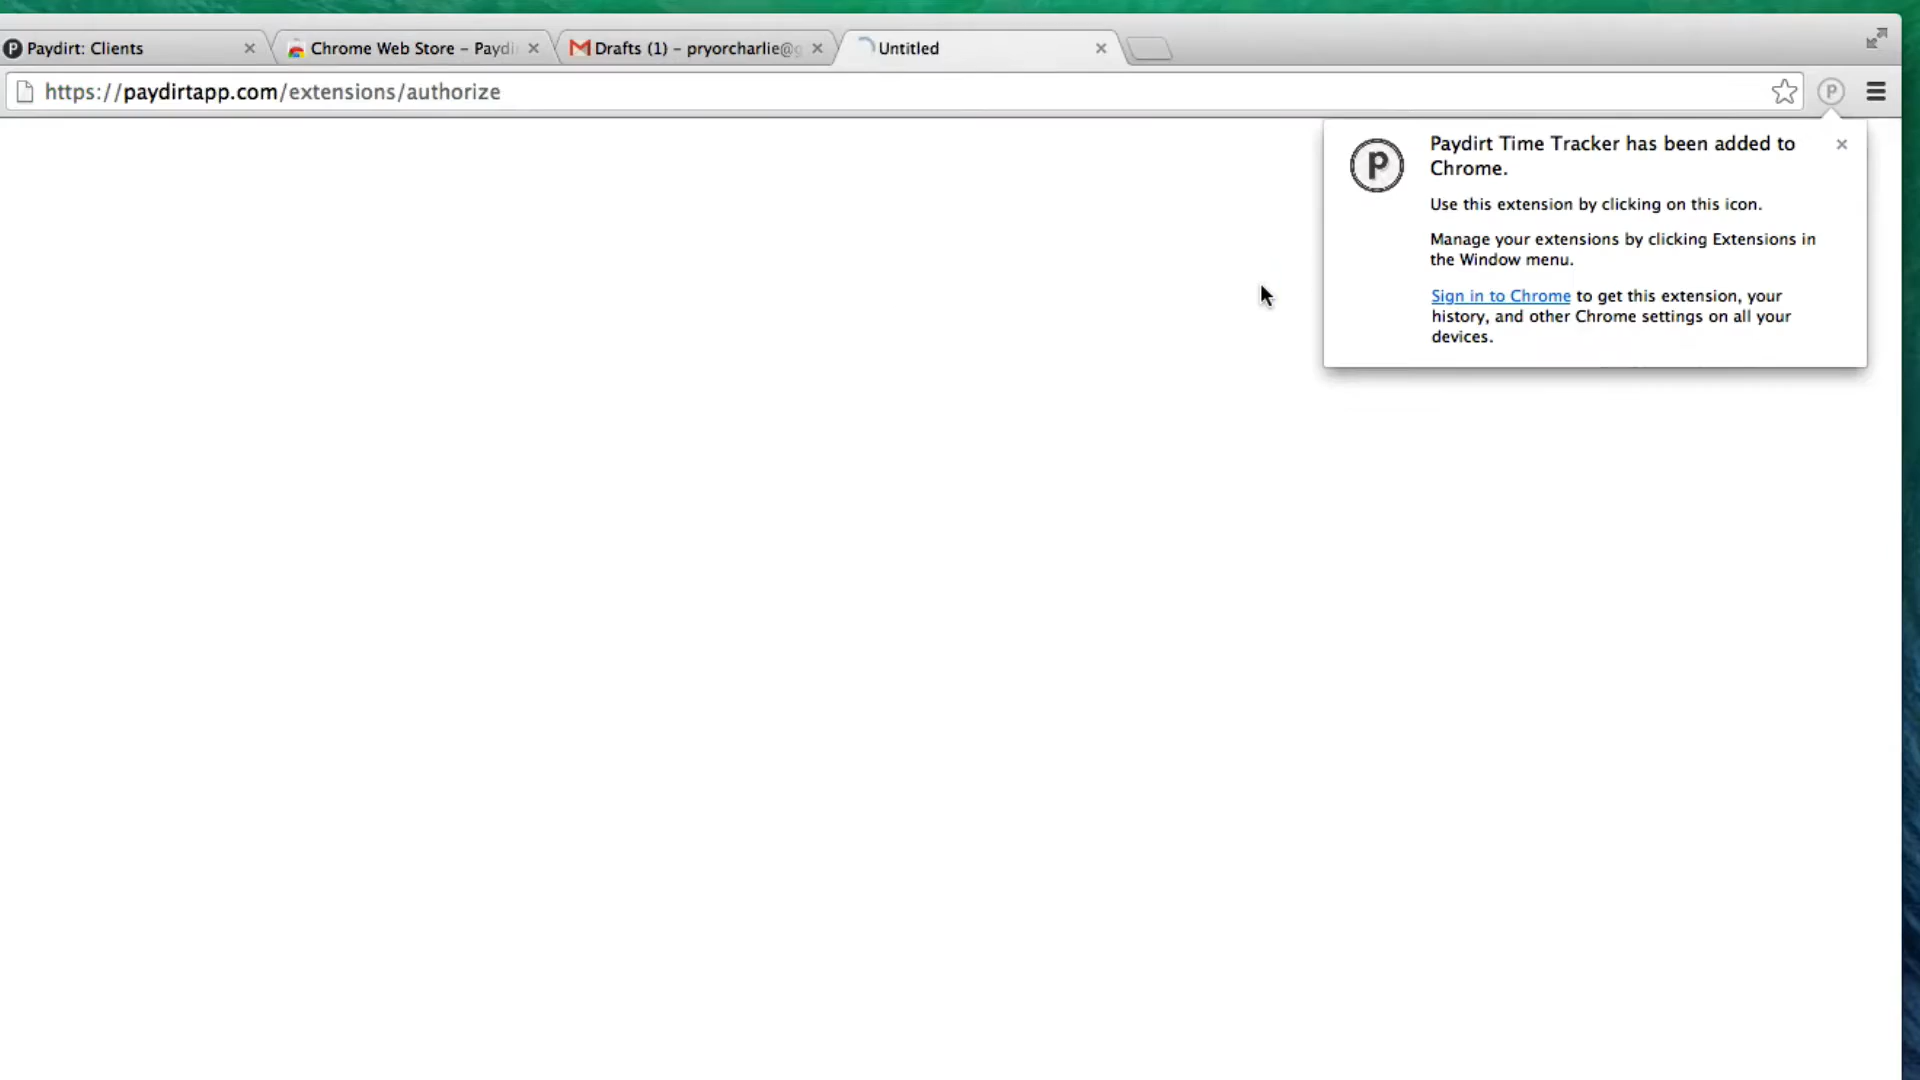 Paydirt: Clients
Chrome Web Store – Paydi
Drafts (1) – pryorcharlie@g
Untitled
https://paydirtapp.com/extensions/authorize
P
Paydirt Time Tracker has been added to
Chrome.
Use this extension by clicking on this icon.
Manage your extensions by clicking Extensions in
the Window menu.
Sign in to Chrome to get this extension, your
history, and other Chrome settings on all your
devices.